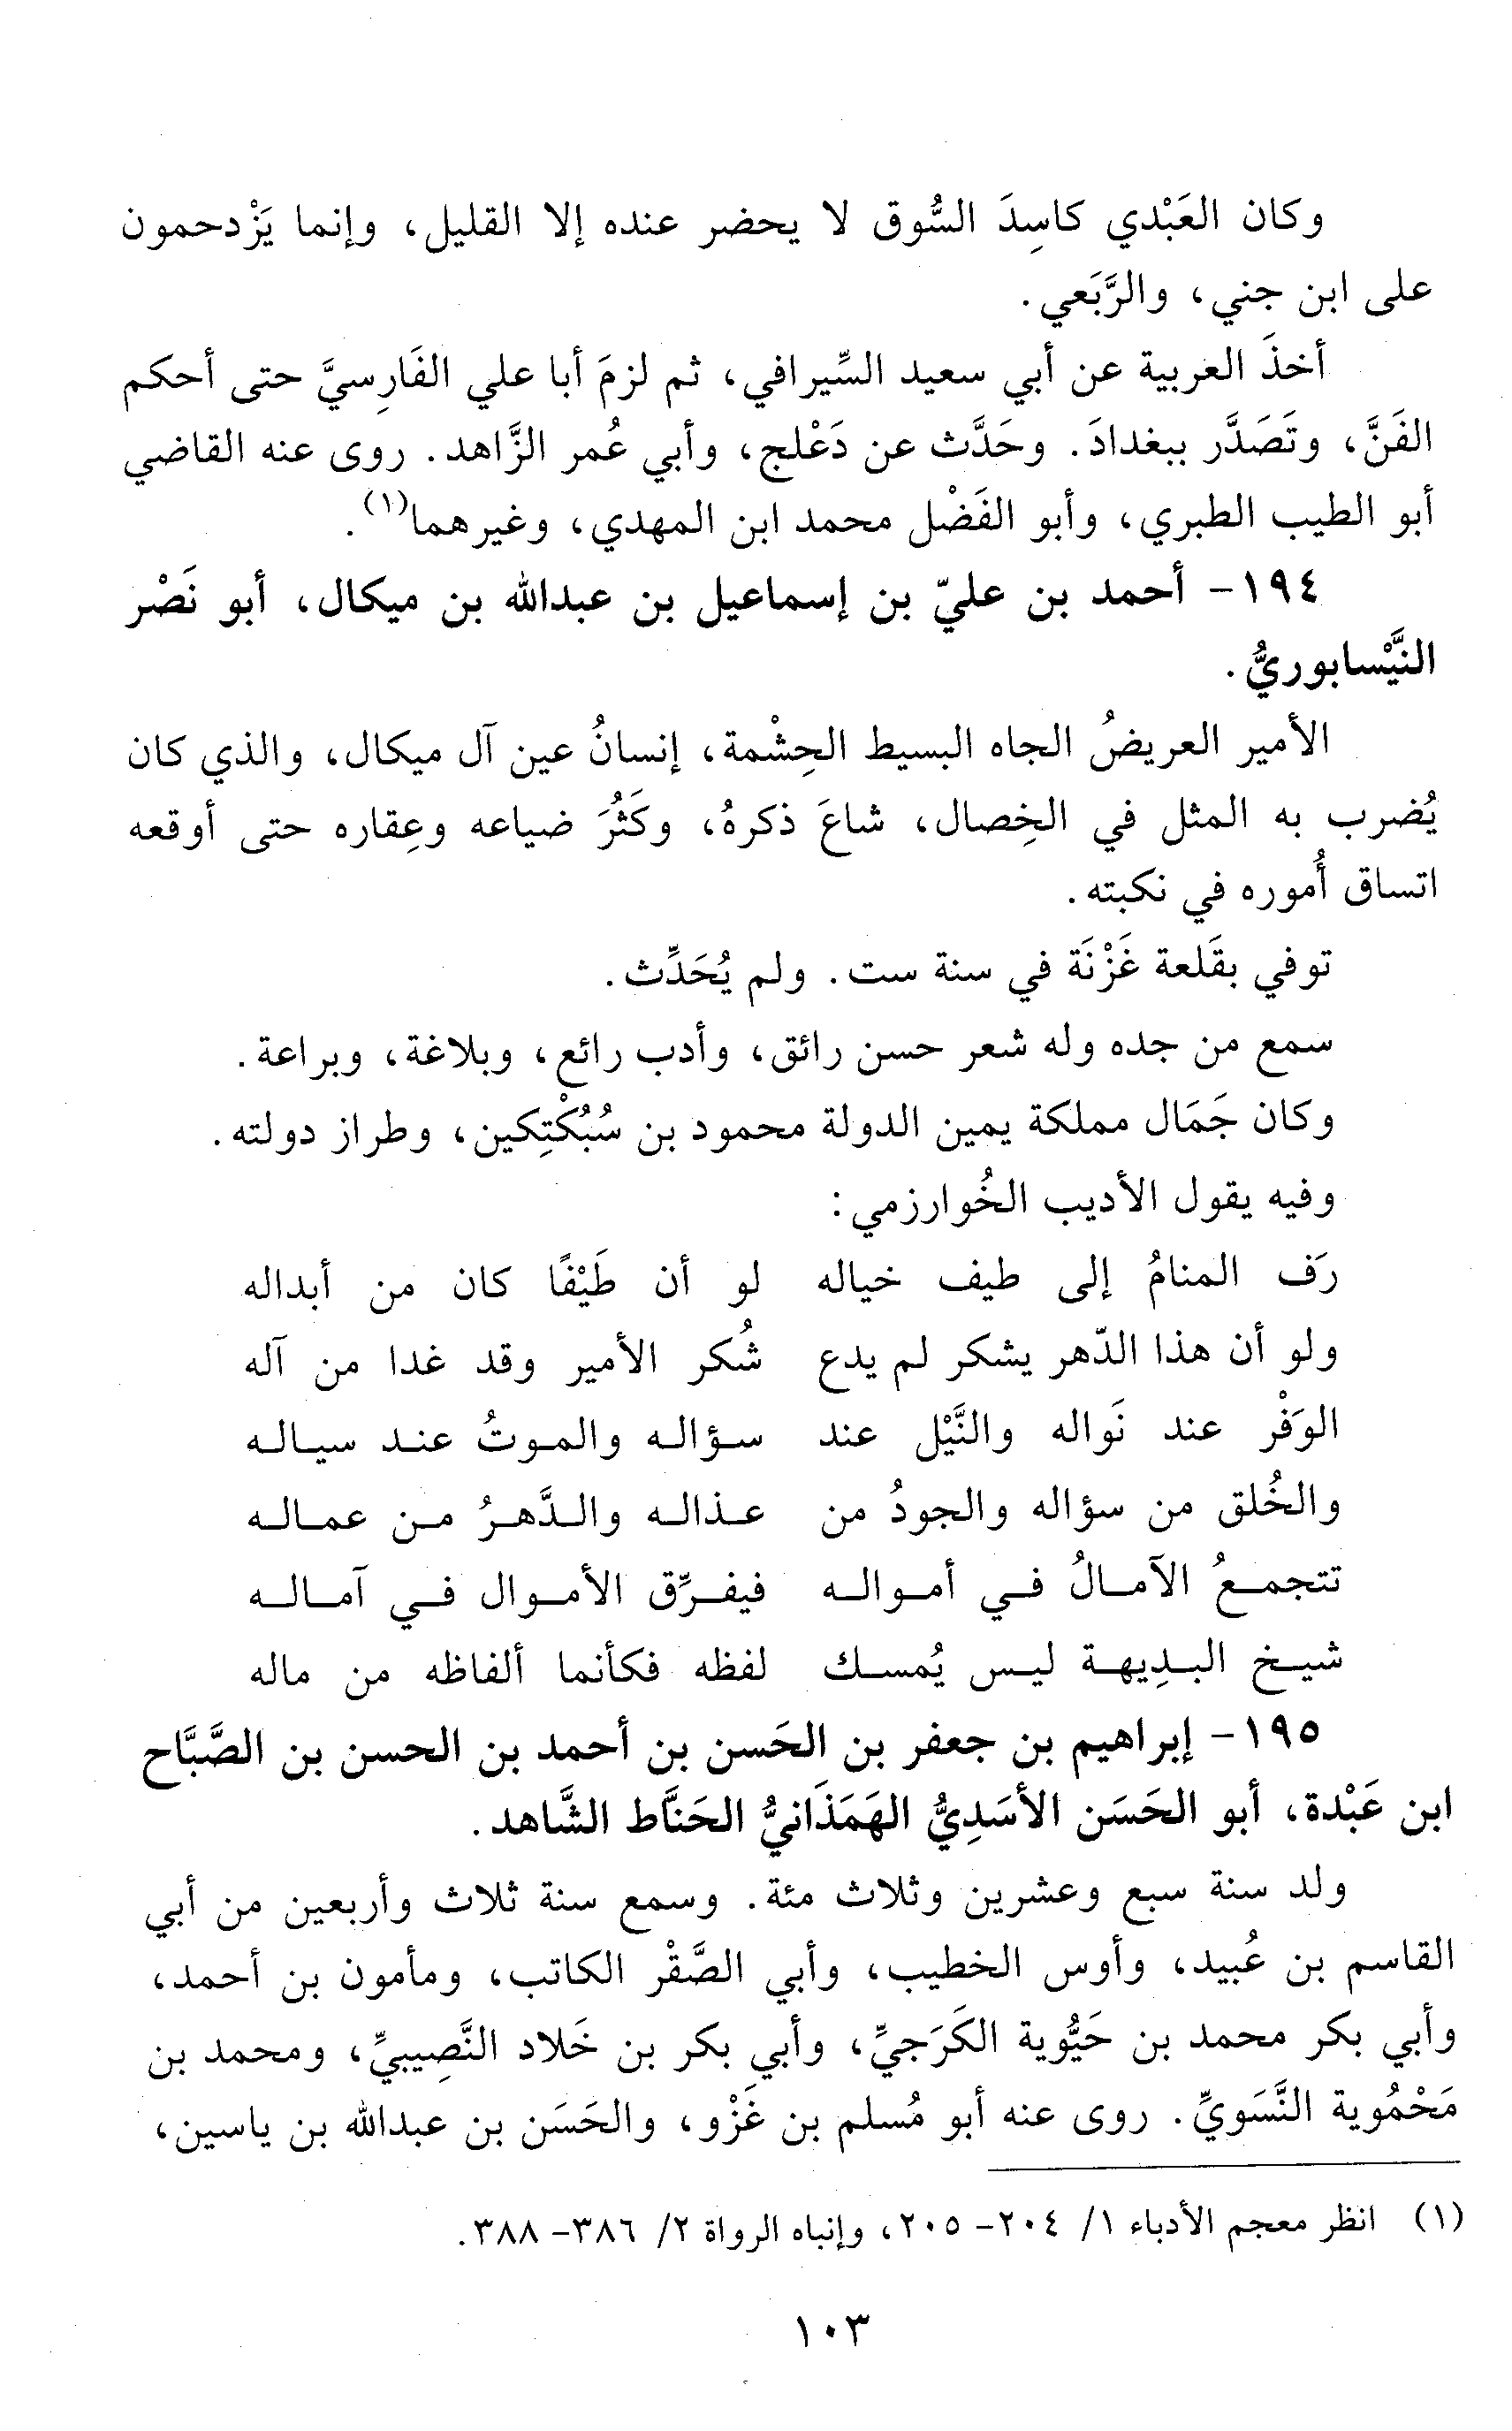 وكان العَبْدي كاسِدَ السُّوق لا يحضر عنده إلا القليل، وإنما يَزْدحمون
على ابن جني، والرَّبَعي.
أخذَ العربية عن أبي سعيد السِّيرافي، ثم لزمَ أبا علي الفَارِسيَّ حتى أحكم
الفَنَّ، وتَصَدَّر ببغدادَ. وحَدَّث عن دَعْلج، وأبي عُمر الزَّاهد. روى عنه القاضي
أبو الطيب الطبري، وأبو الفَضْل محمد ابن المهدي، وغيرهما(١).
١٩٤- أحمد بن عليّ بن إسماعيل بن عبدالله بن ميكال، أبو نَصْر
النَّيْسابوريُّ.
الأمير العريضُ الجاه البسيط الحِشْمة، إنسانُ عين آل ميكال، والذي كان
يُضرب به المثل في الخِصال، شاعَ ذكرهُ، وكَثُرَ ضياعه وعِقاره حتى أوقعه
اتساق أُموره في نكبته.
توفي بقَلعة غَزْنَة في سنة ست. ولم يُحَدِّث.
سمع من جده وله شعر حسن رائق، وأدب رائع، وبلاغة، وبراعة.
وكان جَمَال مملكة يمين الدولة محمود بن سُبُكْتِكين، وطراز دولته.
وفيه يقول الأديب الخُوارزمي:
رَف المنامُ إلى طيف خياله لو أن طَيْفًا كان من أبداله
ولو أن هذا الدّهر يشكر لم يدع شُكر الأمير وقد غدا من آله
الوَفْر عند نَواله والنَّيْل عند سؤاله والموتُ عند سياله
والخُلق من سؤاله والجودُ من عذاله والدَّهرُ من عماله
تتجمعُ الآمالُ في أمواله فيفرِّق الأموال في آماله
شيخ البدِيهة ليس يُمسك لفظه فكأنما ألفاظه من ماله
١٩٥- إبراهيم بن جعفر بن الحَسن بن أحمد بن الحسن بن الصَّبَّاح
ابن عَبْدة، أبو الحَسَن الأسَدِيُّ الهَمَذَانيُّ الحَنَّاط الشَّاهد.
ولد سنة سبع وعشرين وثلاث مئة. وسمع سنة ثلاث وأربعين من أبي
القاسم بن عُبيد، وأوس الخطيب، وأبي الصَّقْر الكاتب، ومأمون بن أحمد،
وأبي بكر محمد بن حَيُّوية الكَرَجيِّ، وأبي بكر بن خَلاد النَّصِيبيِّ، ومحمد بن
مَحْمُوية النَّسَويِّ. روى عنه أبو مُسلم بن غَزْو، والحَسَن بن عبدالله بن ياسين،
(١) انظر معجم الأدباء ١/ ٢٠٤- ٢٠٥، وإنباه الرواة ٢/ ٣٨٦- ٣٨٨.
١٠٣